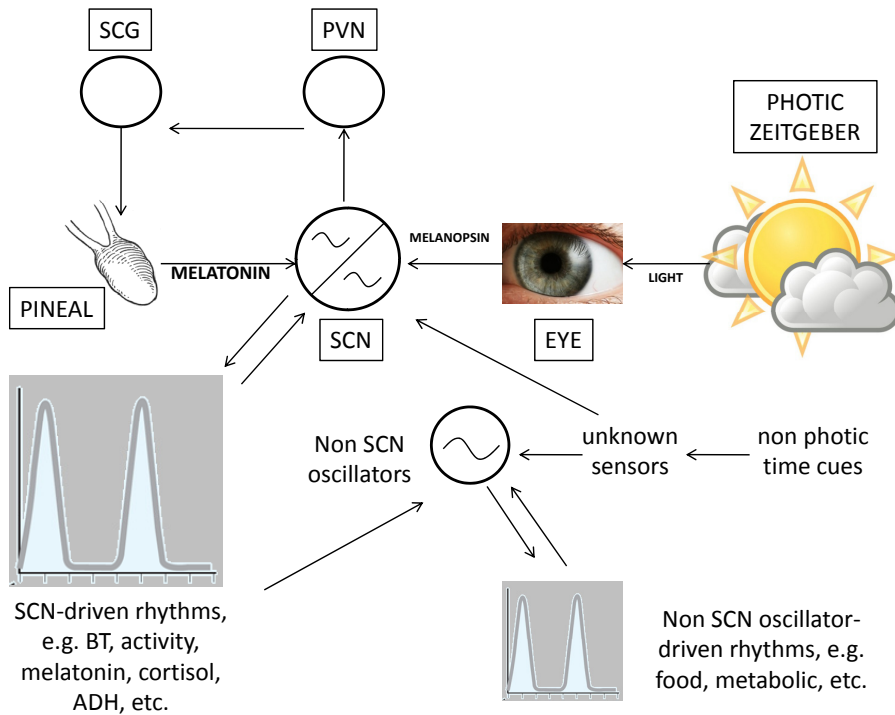 SCG
PVN
PHOTIC
ZEITGEBER
MELANOPSIN
MELATONIN
LIGHT
PINEAL
SCN
EYE
Non SCN
oscillators
unknown
sensors
non photic
time cues
SCN-driven rhythms,
e.g. BT, activity,
melatonin, cortisol,
ADH, etc.
Non SCN oscillator-
driven rhythms, e.g.
food, metabolic, etc.